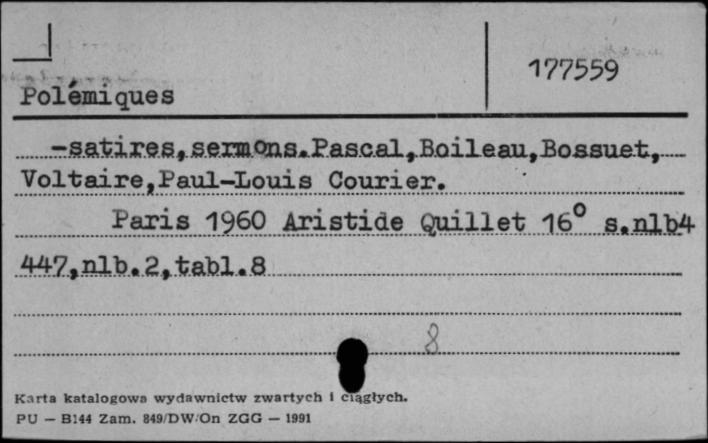 177559
Polémiques
-satires,sermons.Pascal,Boileau,Bossuet,
Voltaire,Paul-Louis Courier.
Paris 1960 Aristide Quillet 16° s.nlb4
447,nlb.2,tabl.8
8
Karta katalogowa wydawnictw zwartych i ciągłych.
PU — B144 Zam. 849/DW/On ZGG — 1991